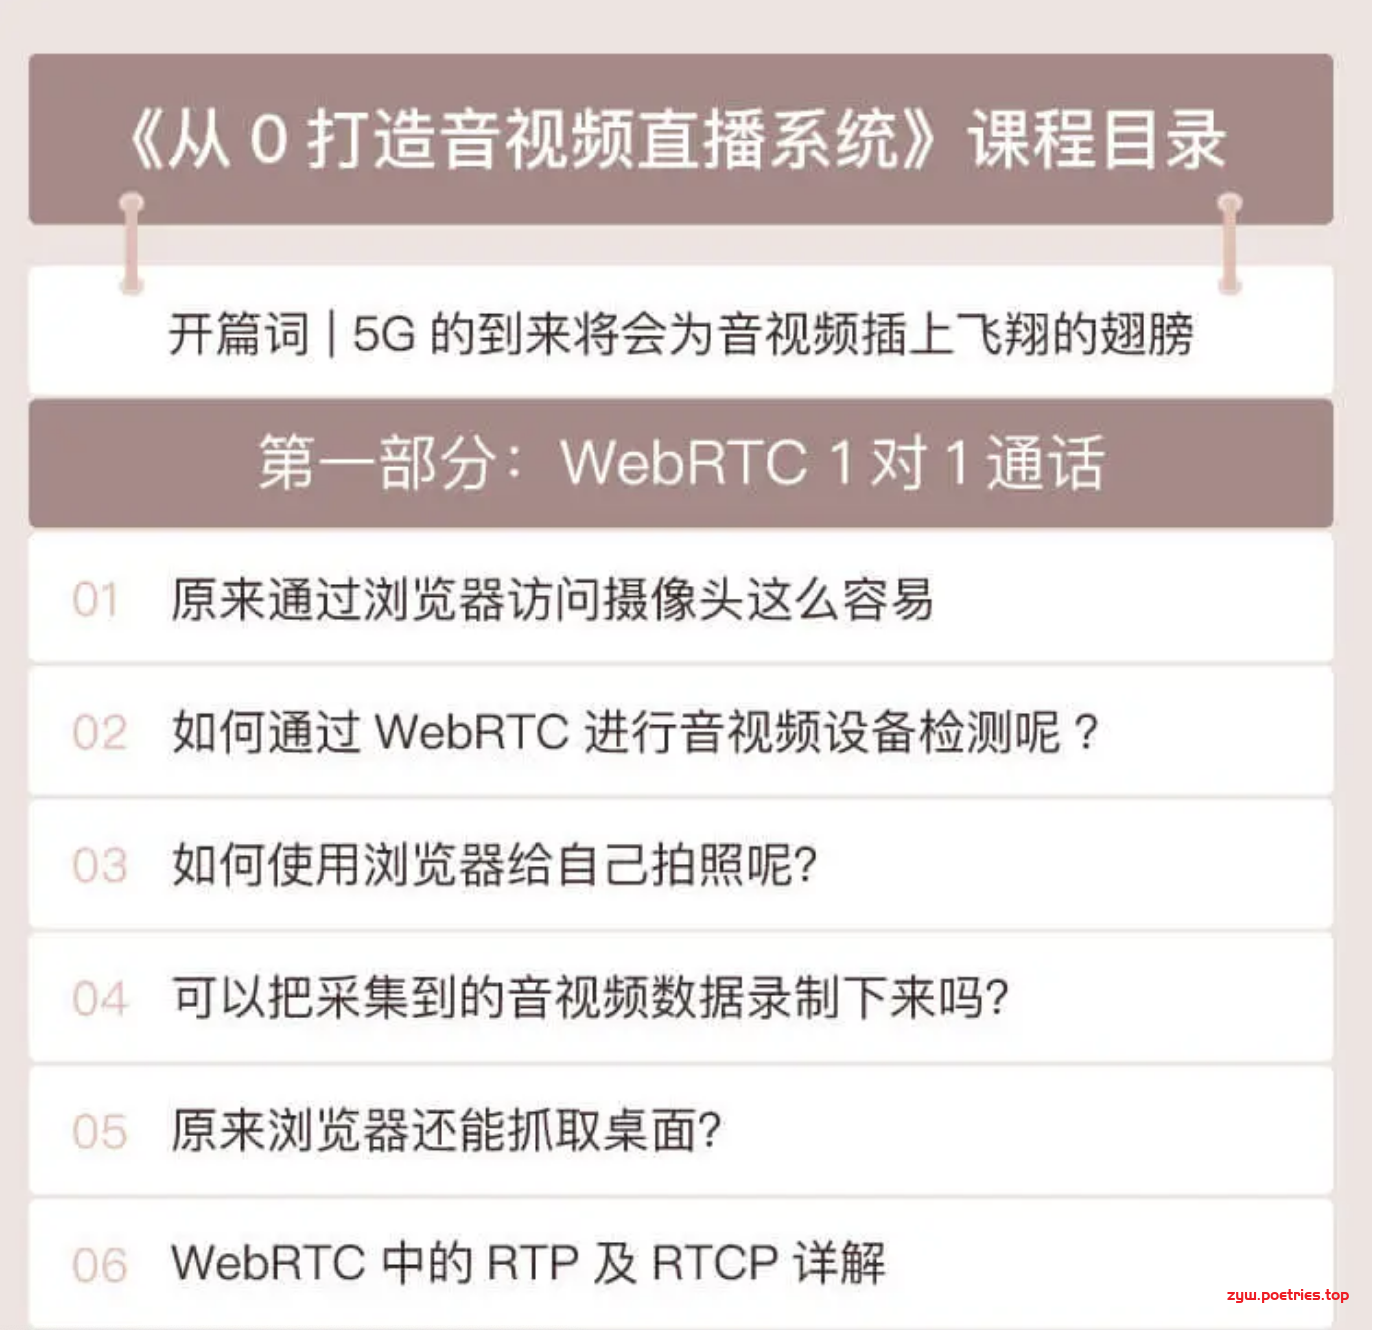 《从 0 打造音视频直播系统》课程目录
开篇词 | 5G 的到来将会为音视频插上飞翔的翅膀
第一部分：WebRTC 1 对 1 通话
01 原来通过浏览器访问摄像头这么容易
02 如何通过 WebRTC 进行音视频设备检测呢？
03 如何使用浏览器给自己拍照呢?
04 可以把采集到的音视频数据录制下来吗?
05 原来浏览器还能抓取桌面?
06 WebRTC 中的 RTP 及 RTCP 详解
zyw.poetries.top